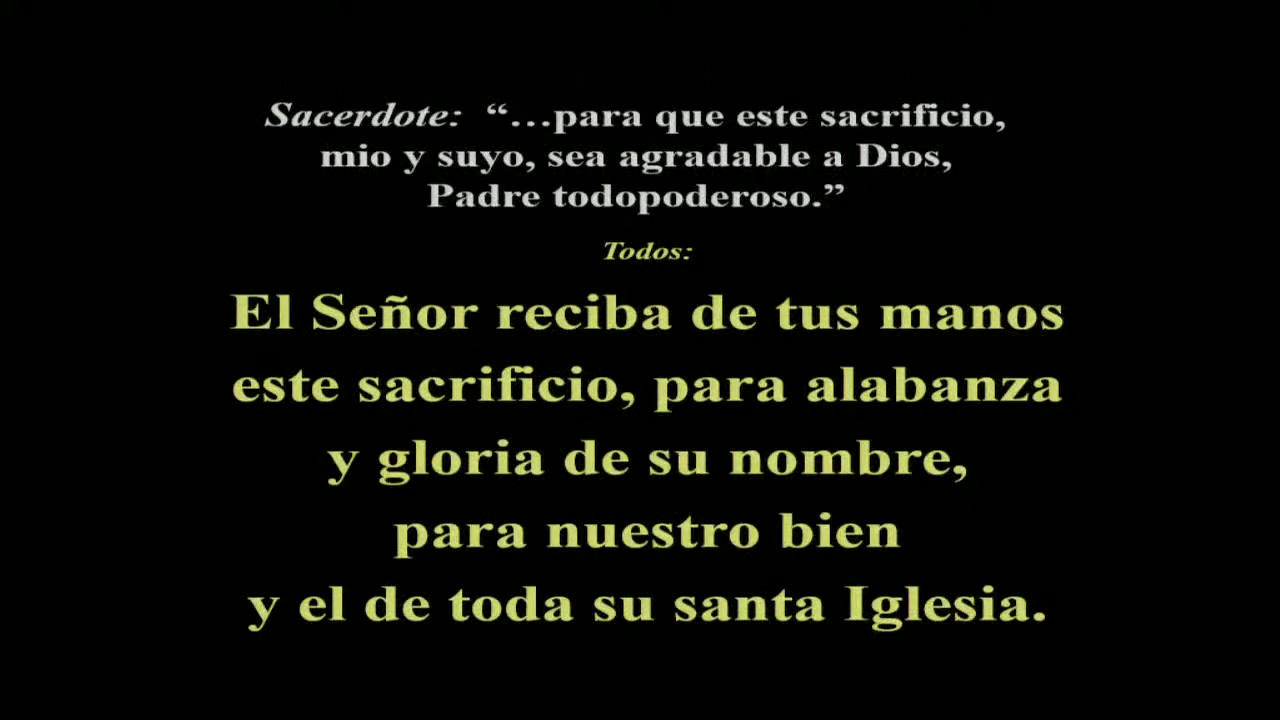 Sacerdote: “…para que este sacrificio,
mio y suyo, sea agradable a Dios,
Padre todopoderoso.”
Todos:
El Señor reciba de tus manos
este sacrificio, para alabanza
y gloria de su nombre,
para nuestro bien
y el de toda su santa Iglesia.